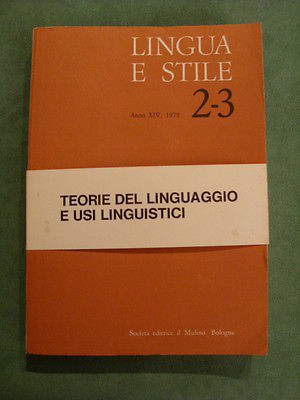 LINGUA
E STILE
Anno XIV, 1979 2-3
TEORIE DEL LINGUAGGIO
E USI LINGUISTICI
Società editrice il Mulino Bologna